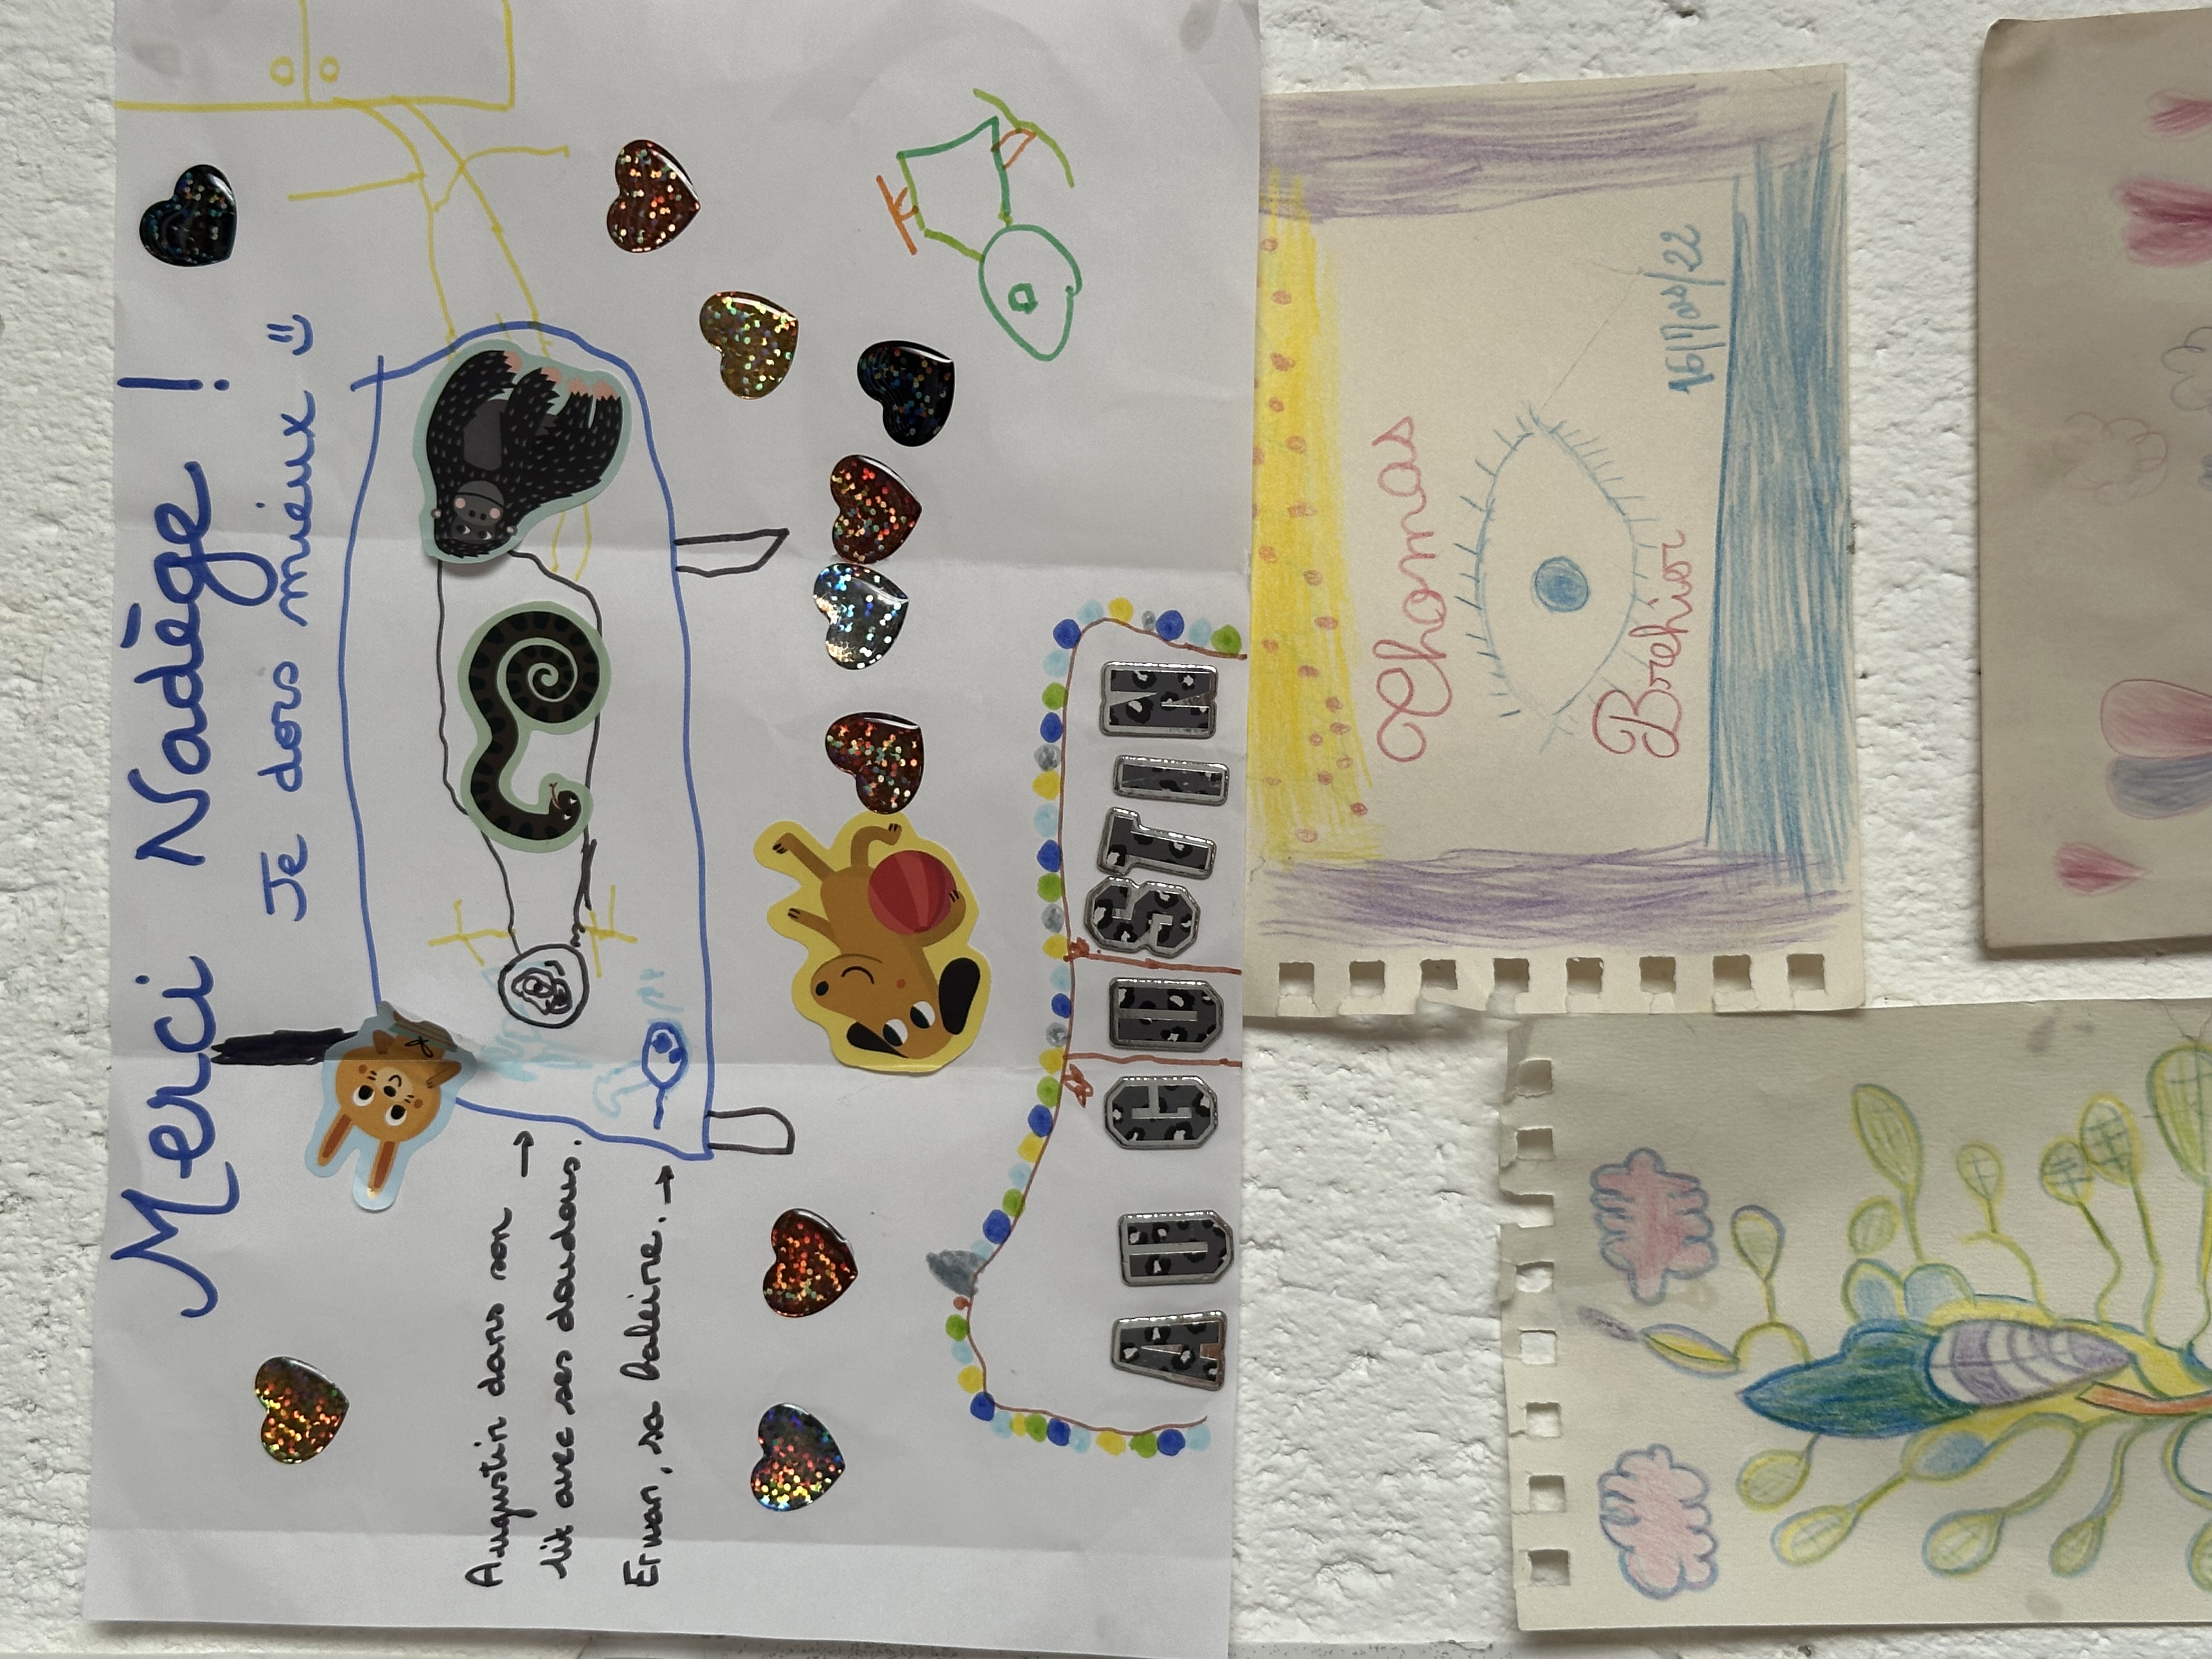 Merci Nadège !
Je dors mieux
Augustin dans son
lit avec ses doudous.
Erwan, sa baleine.
AUGUSTIN
Thomas
Brehior
16/Mars/22